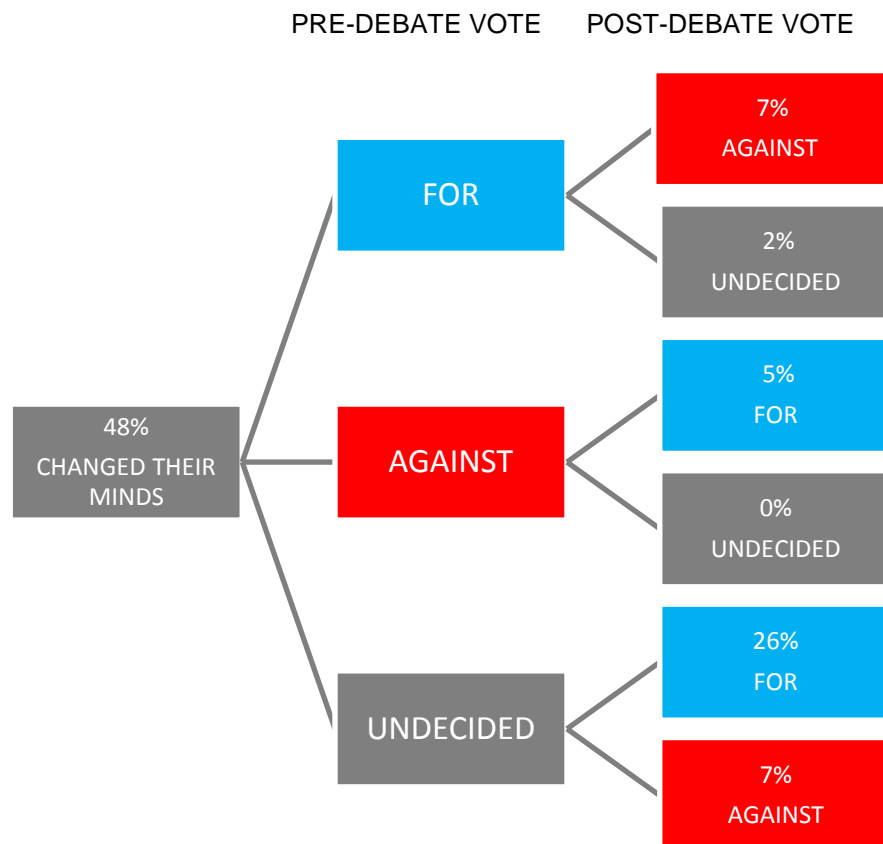 PRE-DEBATE VOTE POST-DEBATE VOTE
7%
AGAINST
FOR
2%
UNDECIDED
5%
FOR
48%
CHANGED THEIR
MINDS
AGAINST
0%
UNDECIDED
26%
FOR
UNDECIDED
7%
AGAINST